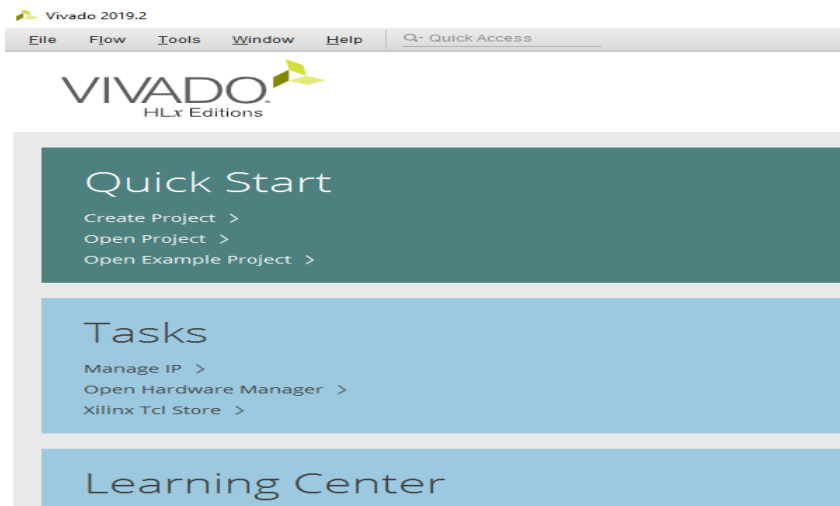 Vivado 2019.2
File Flow Tools Window Help Quick Access
VIVADO.
HLx Editions
Quick Start
Create Project >
Open Project >
Open Example Project >
Tasks
Manage IP >
Open Hardware Manager >
Xilinx Tcl Store >
Learning Center